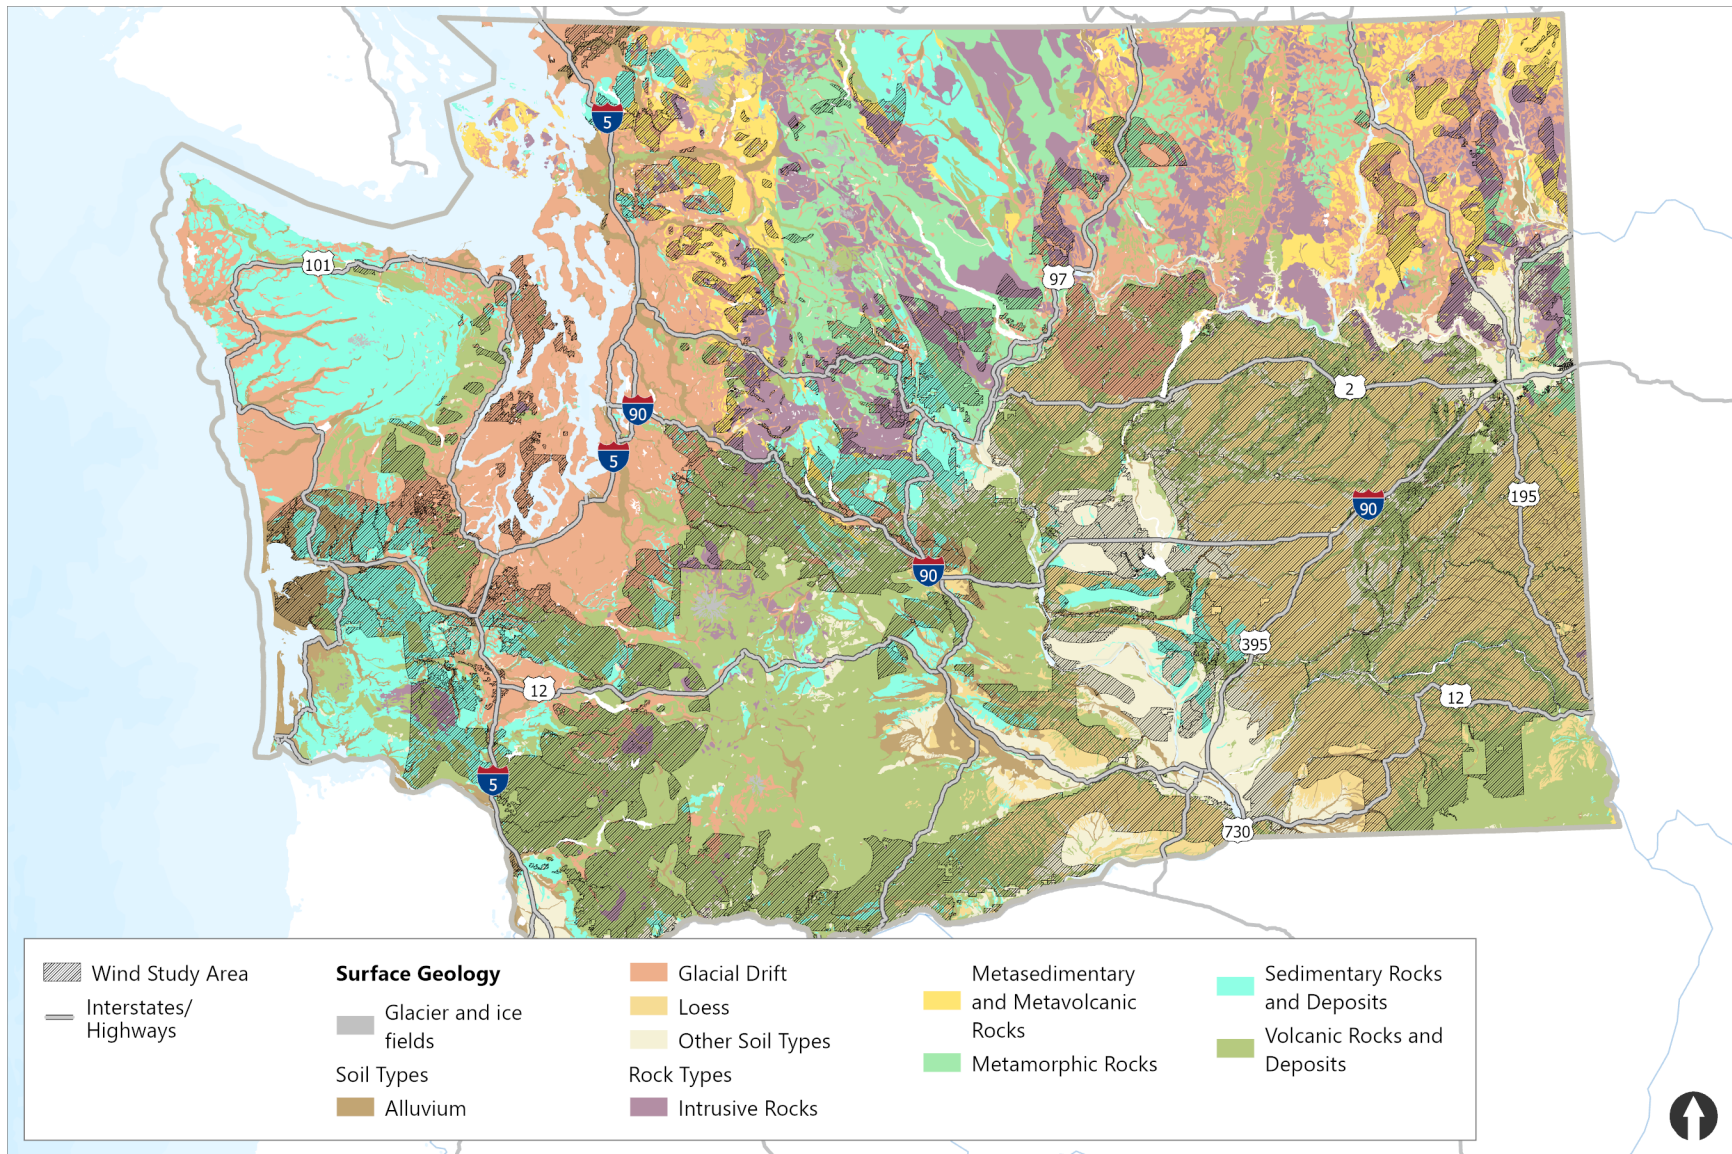 5
101
97
2
90
5
195
90
90
395
12
12
5
730
Wind Study Area
Interstates/
Highways
Surface Geology
Glacier and ice
fields
Soil Types
Alluvium
Glacial Drift
Loess
Other Soil Types
Rock Types
Intrusive Rocks
Metasedimentary
and Metavolcanic
Rocks
Metamorphic Rocks
Sedimentary Rocks
and Deposits
Volcanic Rocks and
Deposits